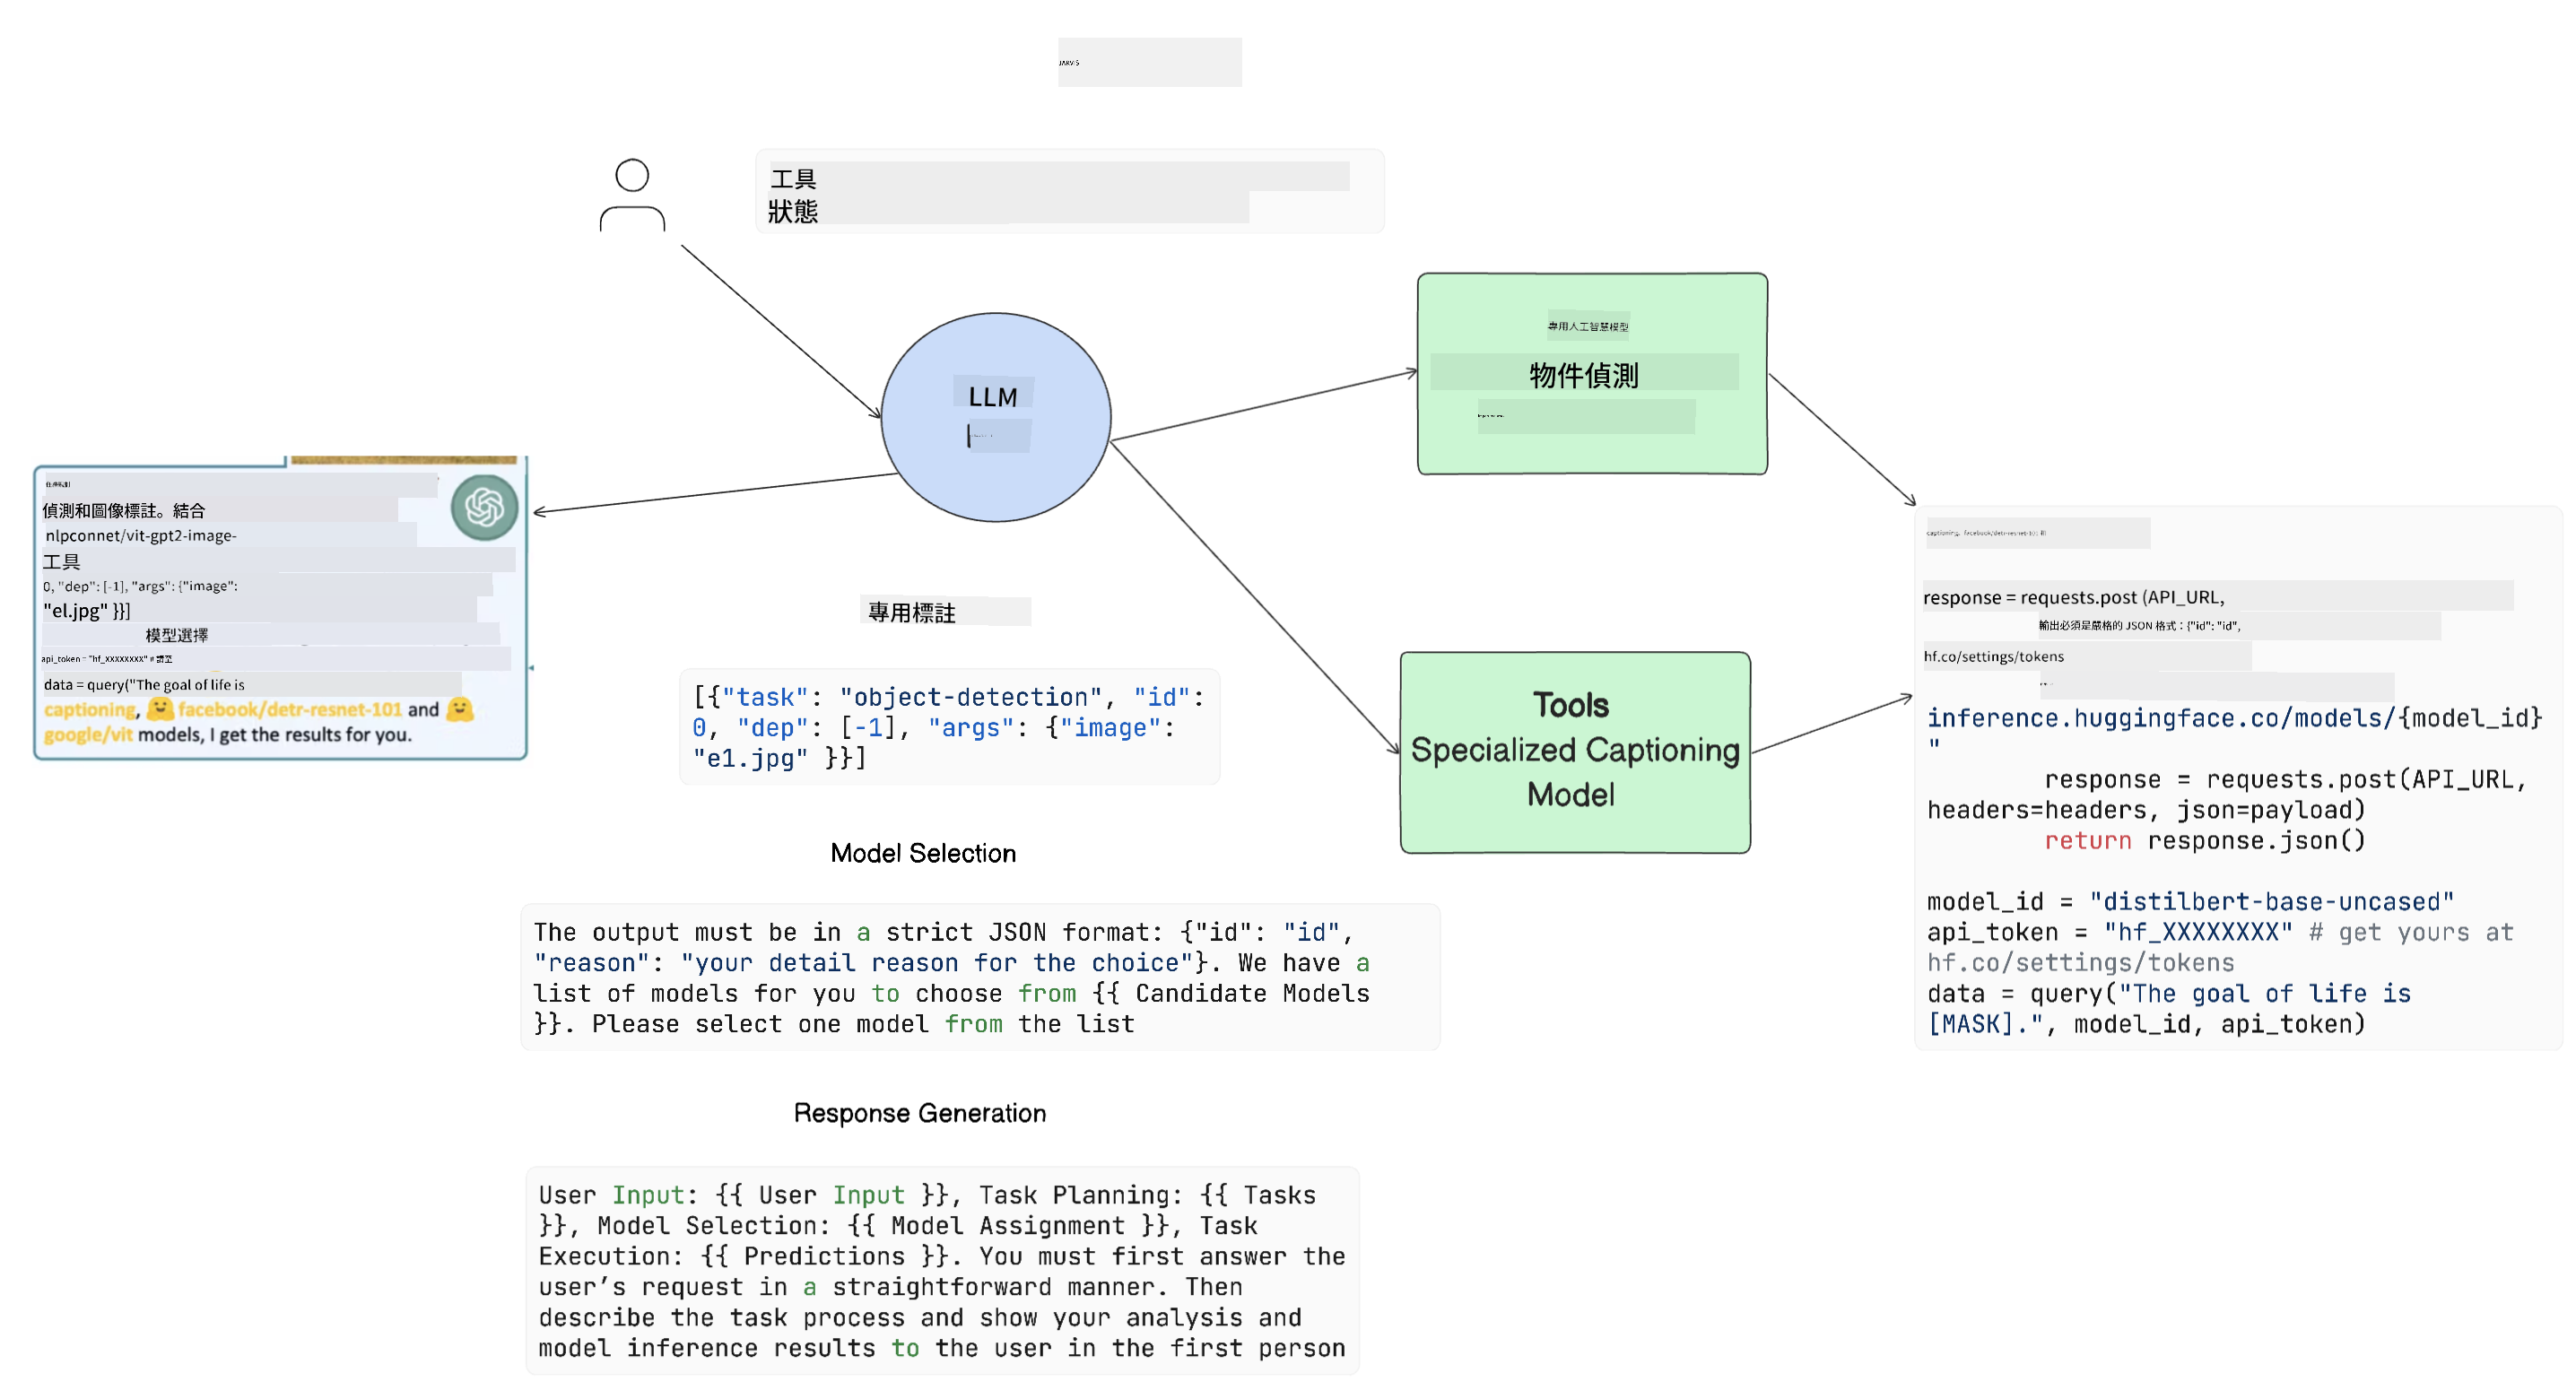 JARVIS
工具
狀態
LLM
專用人工智慧模型
物件偵測
偵測和圖像標註。結合
nlpconnet/vit-gpt2-image-
工具
0, "dep": [-1], "args": {"image":
"el.jpg" }}]
模型選擇
api_token = "hf_XXXXXXXX" # 請至
data = query("The goal of life is
captioning, facebook/detr-resnet-101 and
google/vit models, I get the results for you.
專用標註
[{"task": "object-detection", "id":
0, "dep": [-1], "args": {"image":
"e1.jpg" }}]
Tools
Specialized Captioning
Model
captioning、facebook/detr-resnet-101 和
response = requests.post (API_URL,
輸出必須是嚴格的 JSON 格式：{"id": "id",
hf.co/settings/tokens
inference.huggingface.co/models/{model_id}
"
response = requests.post(API_URL,
headers=headers, json=payload)
return response.json()
model_id = "distilbert-base-uncased"
api_token = "hf_XXXXXXXX" # get yours at
hf.co/settings/tokens
data = query("The goal of life is
[MASK].", model_id, api_token)
Model Selection
The output must be in a strict JSON format: {"id": "id",
"reason": "your detail reason for the choice"}. We have a
list of models for you to choose from {{ Candidate Models
}}. Please select one model from the list
Response Generation
User Input: {{ User Input }}, Task Planning: {{ Tasks
}}, Model Selection: {{ Model Assignment }}, Task
Execution: {{ Predictions }}. You must first answer the
user’s request in a straightforward manner. Then
describe the task process and show your analysis and
model inference results to the user in the first person